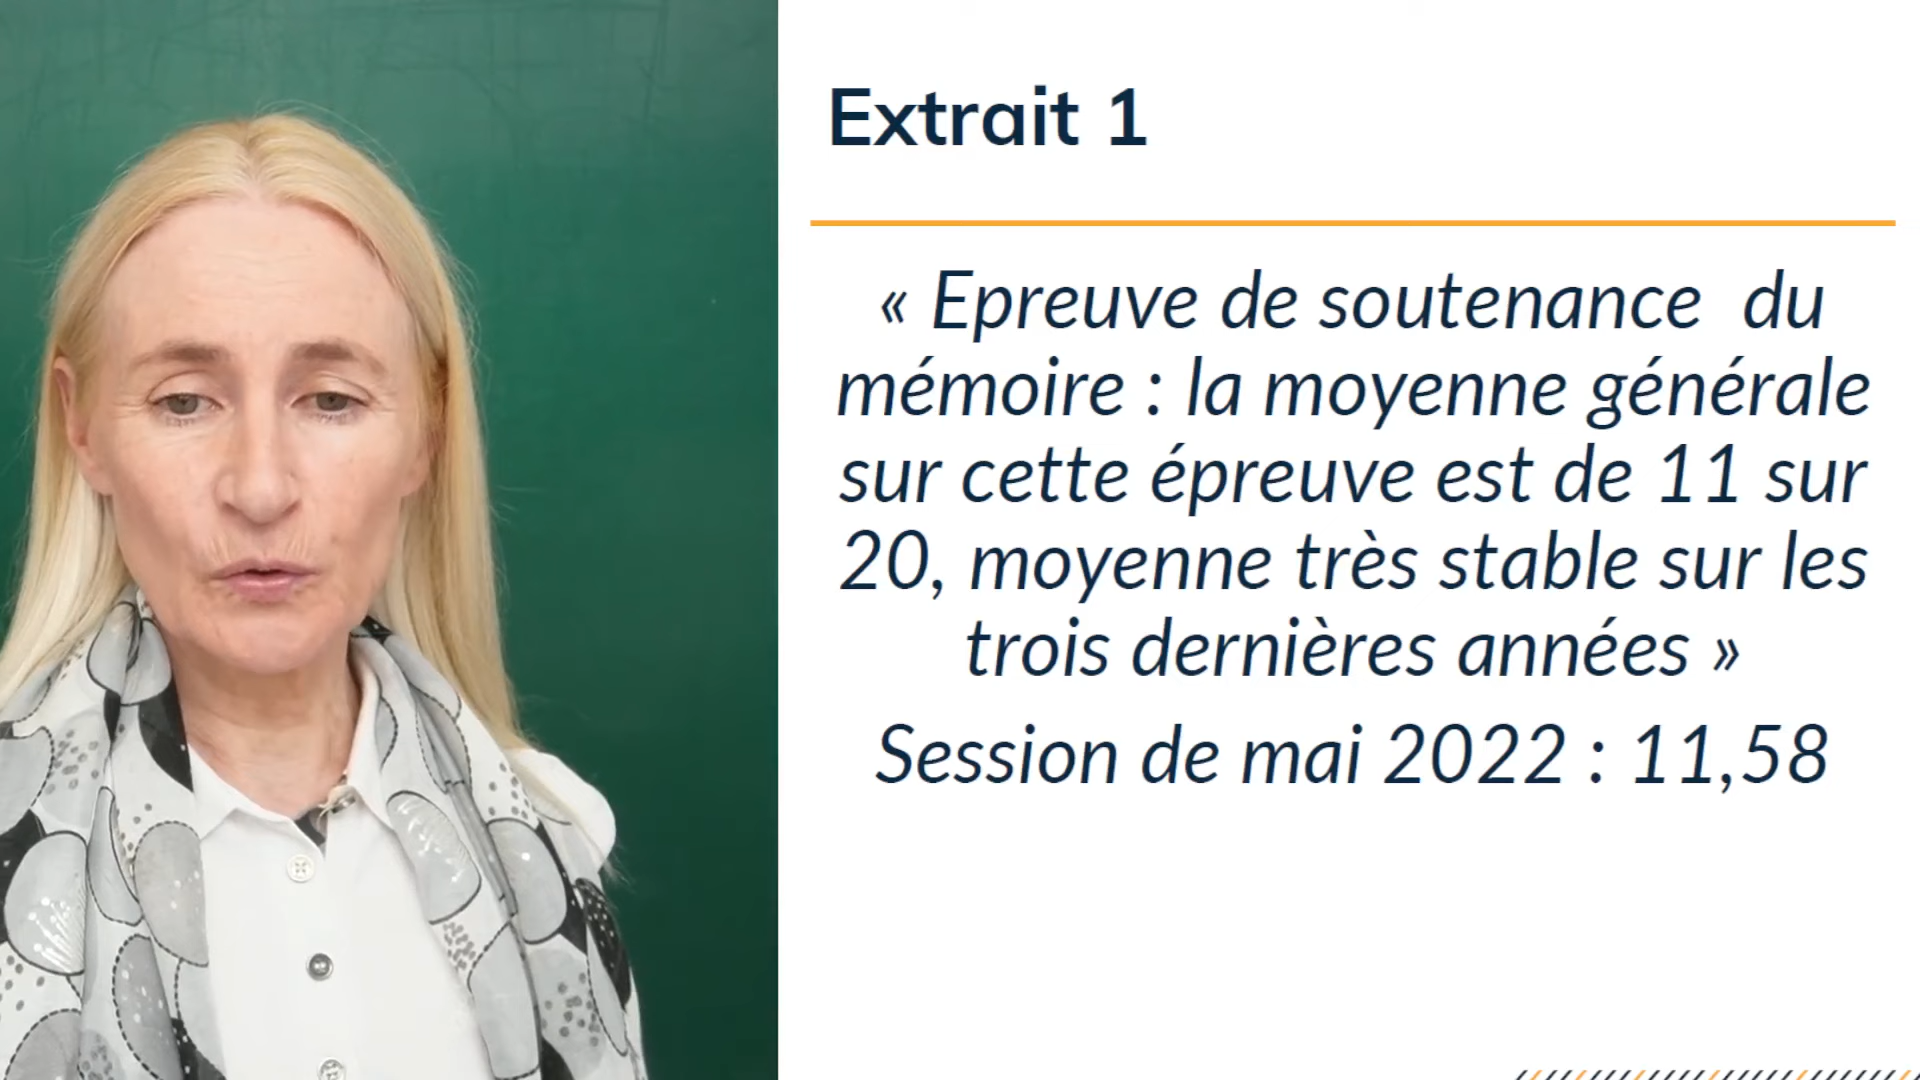 Extrait 1
« Epreuve de soutenance  du
mémoire : la moyenne générale
sur cette épreuve est de 11 sur
20, moyenne très stable sur les
trois dernières années »
Session de mai 2022 : 11,58